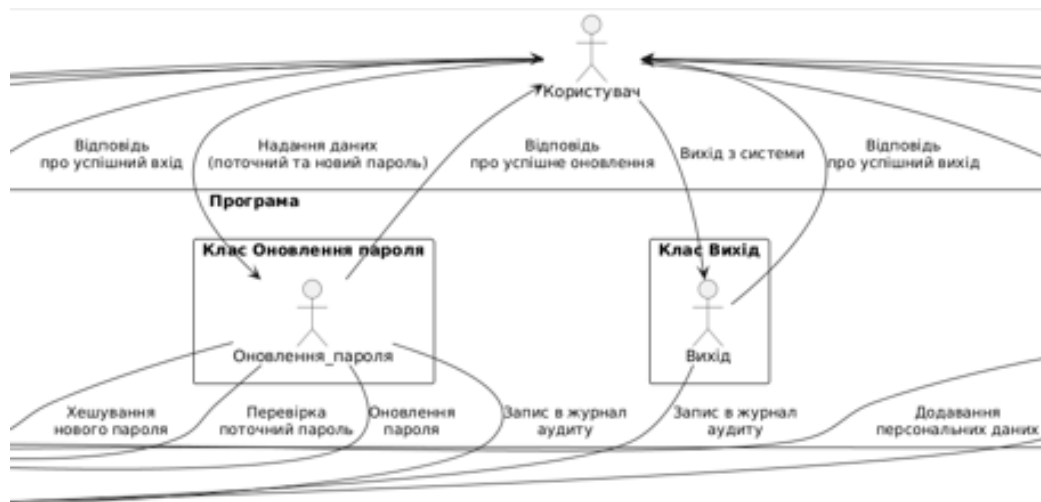 Користувач
Відповідь
про успішний вхід
Надання даних
(поточний та новий пароль)
Відповідь
про успішне оновлення
Вихід з системи
Відповідь
про успішний вихід
Програма
Клас Оновлення пароля
Клас Вихід
Оновлення_пароля
Вихід
Хешування
нового пароля
Перевірка
поточний пароль
Оновлення
пароля
Запис в журнал
аудиту
Запис в журнал
аудиту
Додавання
персональних даних